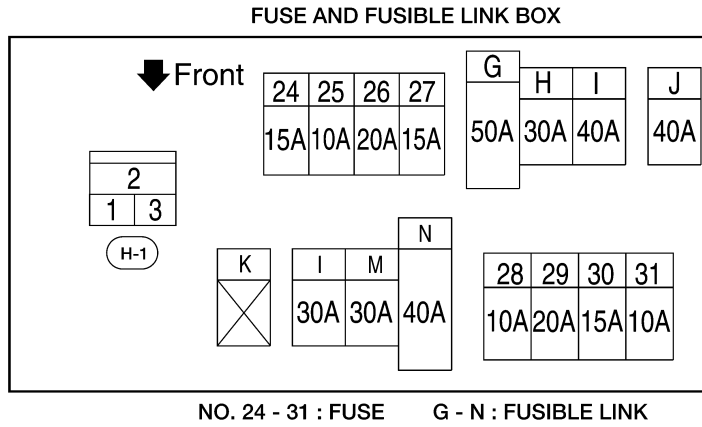 FUSE AND FUSIBLE LINK BOX
Front
24 25 26 27
15A 10A 20A 15A
G H I J
50A 30A 40A 40A
2
1 3
H-1
K I M N
30A 30A 40A
28 29 30 31
10A 20A 15A 10A
NO. 24 - 31 : FUSE G - N : FUSIBLE LINK